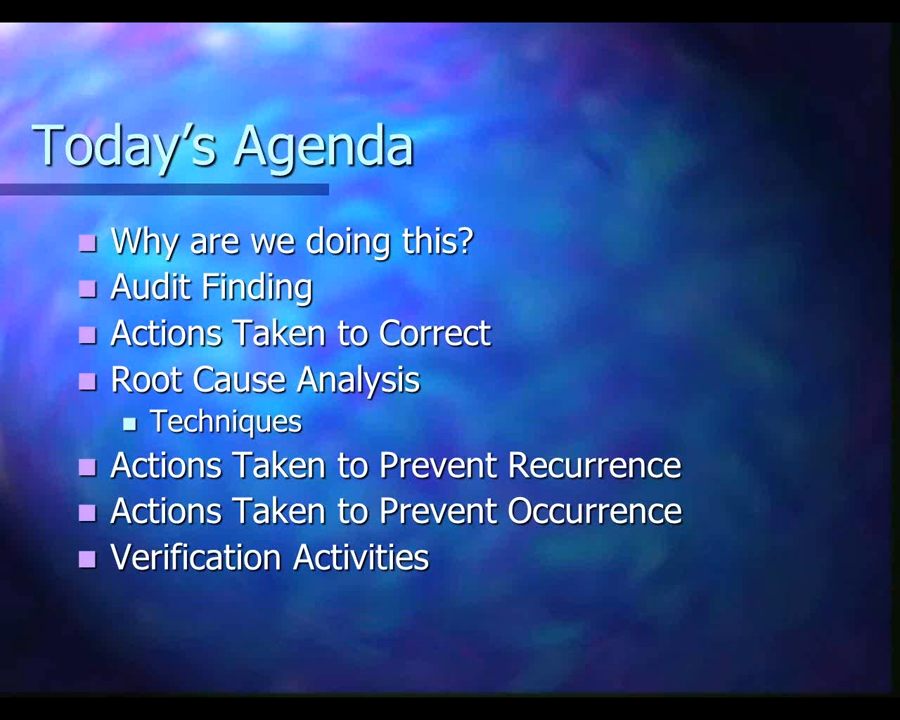 Today’s Agenda
Why are we doing this?
Audit Finding
Actions Taken to Correct
Root Cause Analysis
Techniques
Actions Taken to Prevent Recurrence
Actions Taken to Prevent Occurrence
Verification Activities